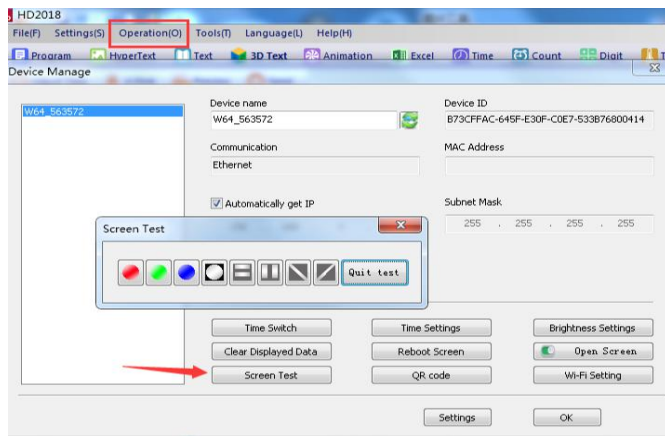 HD2018
File(F) Settings(S) Operation(O) Tools(T) Language(L) Help(H)
Program HyperText Text 3D Text Animation Excel Time Count Digit
Device Manage
W64_563572
Device name
W64_563572
Device ID
B73CFFAC-645F-E30F-C0E7-533B76800414
Communication
Ethernet
MAC Address
Automatically get IP
Subnet Mask
255 . 255 . 255 . 255
Screen Test
Quit test
Time Switch Time Settings Brightness Settings
Clear Displayed Data Reboot Screen Open Screen
Screen Test QR code Wi-Fi Setting
Settings OK